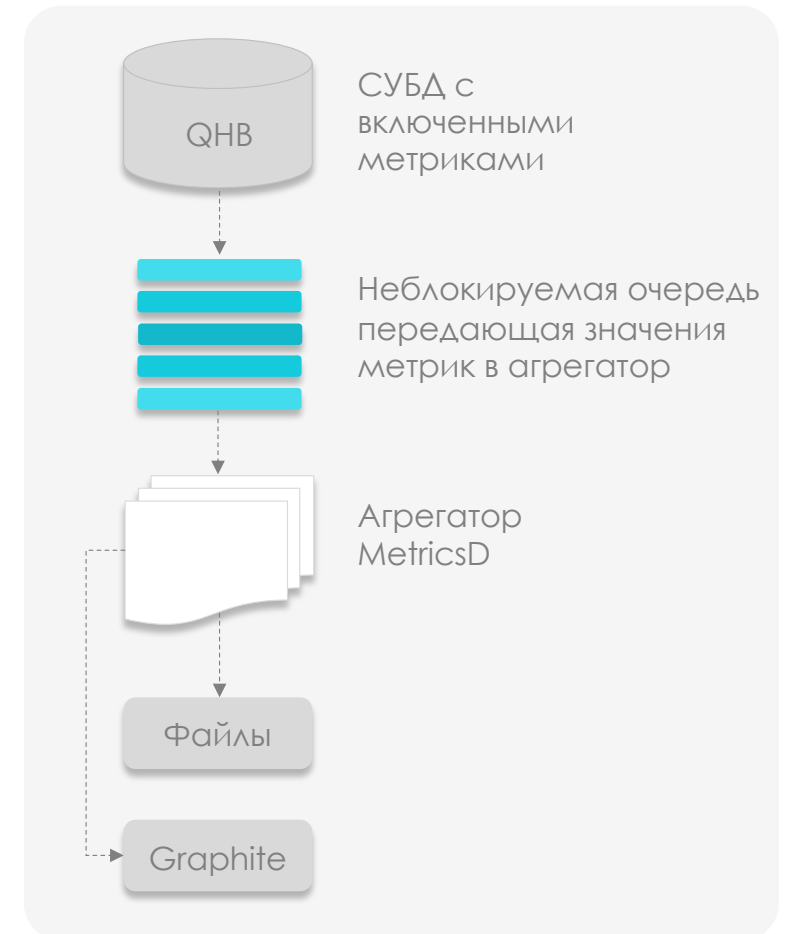 QHB
СУБД с
включенными
метриками
Неблокируемая очередь
передающая значения
метрик в агрегатор
Агрегатор
MetricsD
Файлы
Graphite